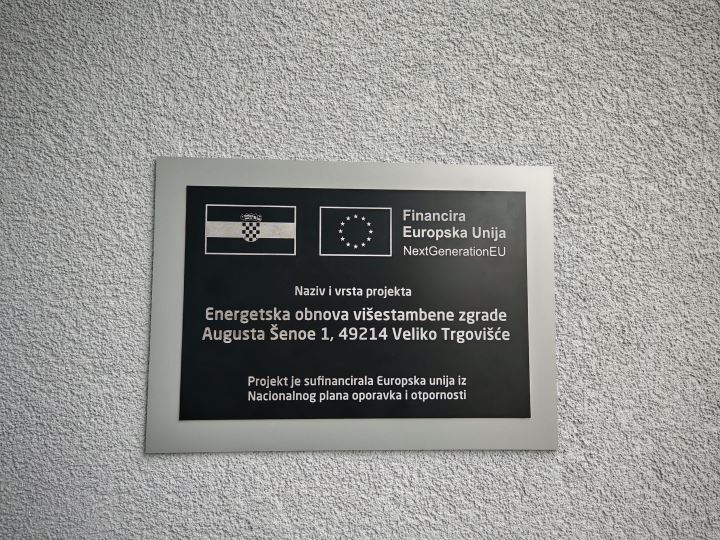 Financira
Europska Unija
NextGenerationEU
Naziv i vrsta projekta
Energetska obnova višestambene zgrade
Augusta Šenoe 1, 49214 Veliko Trgovišće
Projekt je sufinancirala Europska unija iz
Nacionalnog plana oporavka i otpornosti